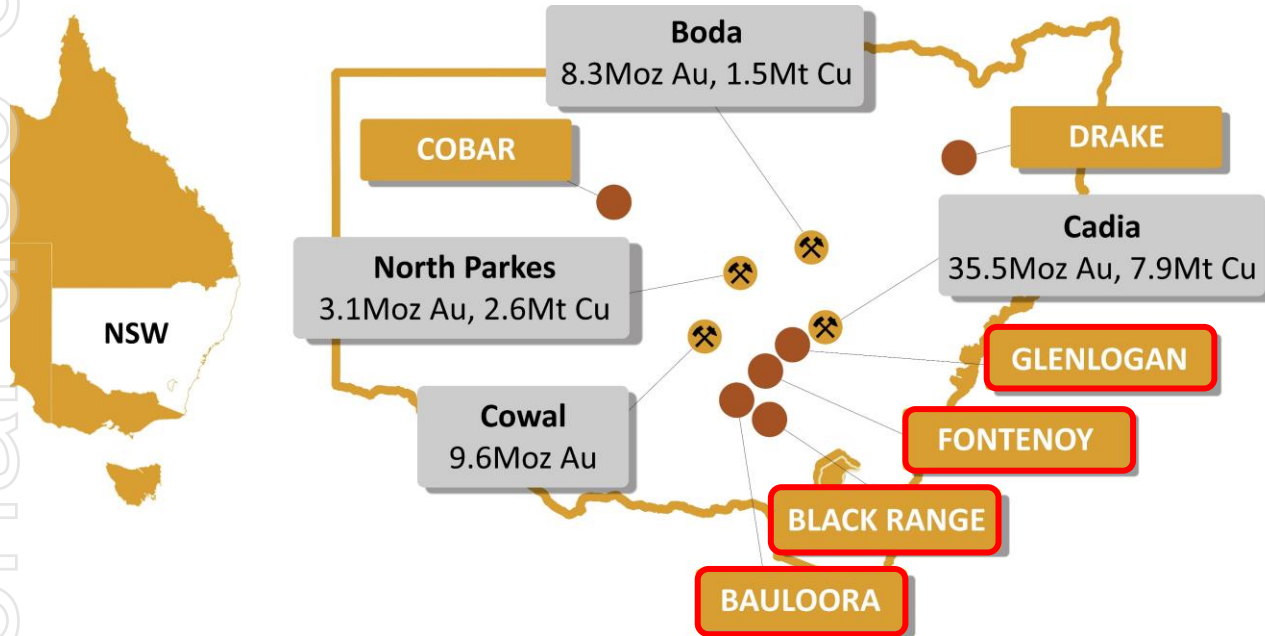 Boda
8.3Moz Au, 1.5Mt Cu
COBAR
DRAKE
Cadia
35.5Moz Au, 7.9Mt Cu
North Parkes
3.1Moz Au, 2.6Mt Cu
NSW
GLENLOGAN
Cowal
9.6Moz Au
FONTENOY
BLACK RANGE
BAULOORA